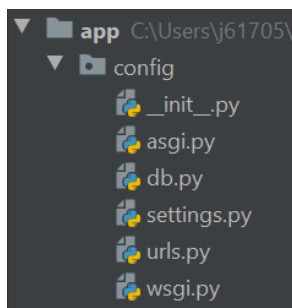 app C:\Users\j61705\
config
__init__.py
asgi.py
db.py
settings.py
urls.py
wsgi.py